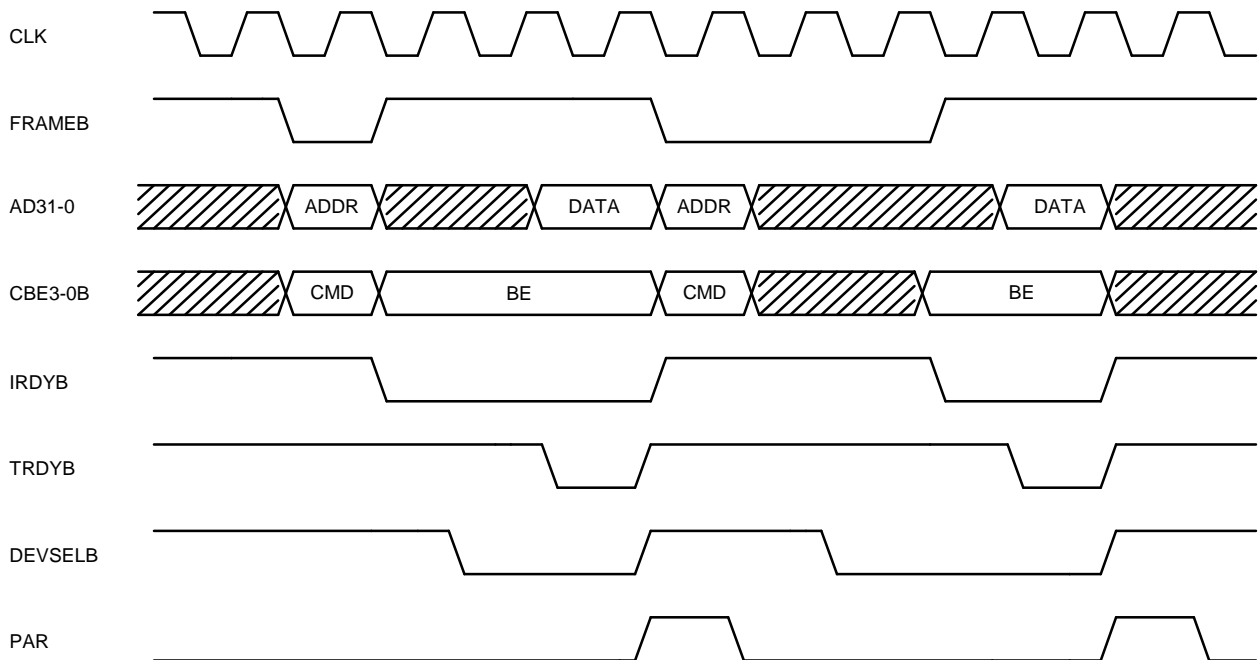 CLK
FRAMEB
AD31-0 ADDR DATA ADDR DATA
CBE3-0B CMD BE CMD BE
IRDYB
TRDYB
DEVSELB
PAR